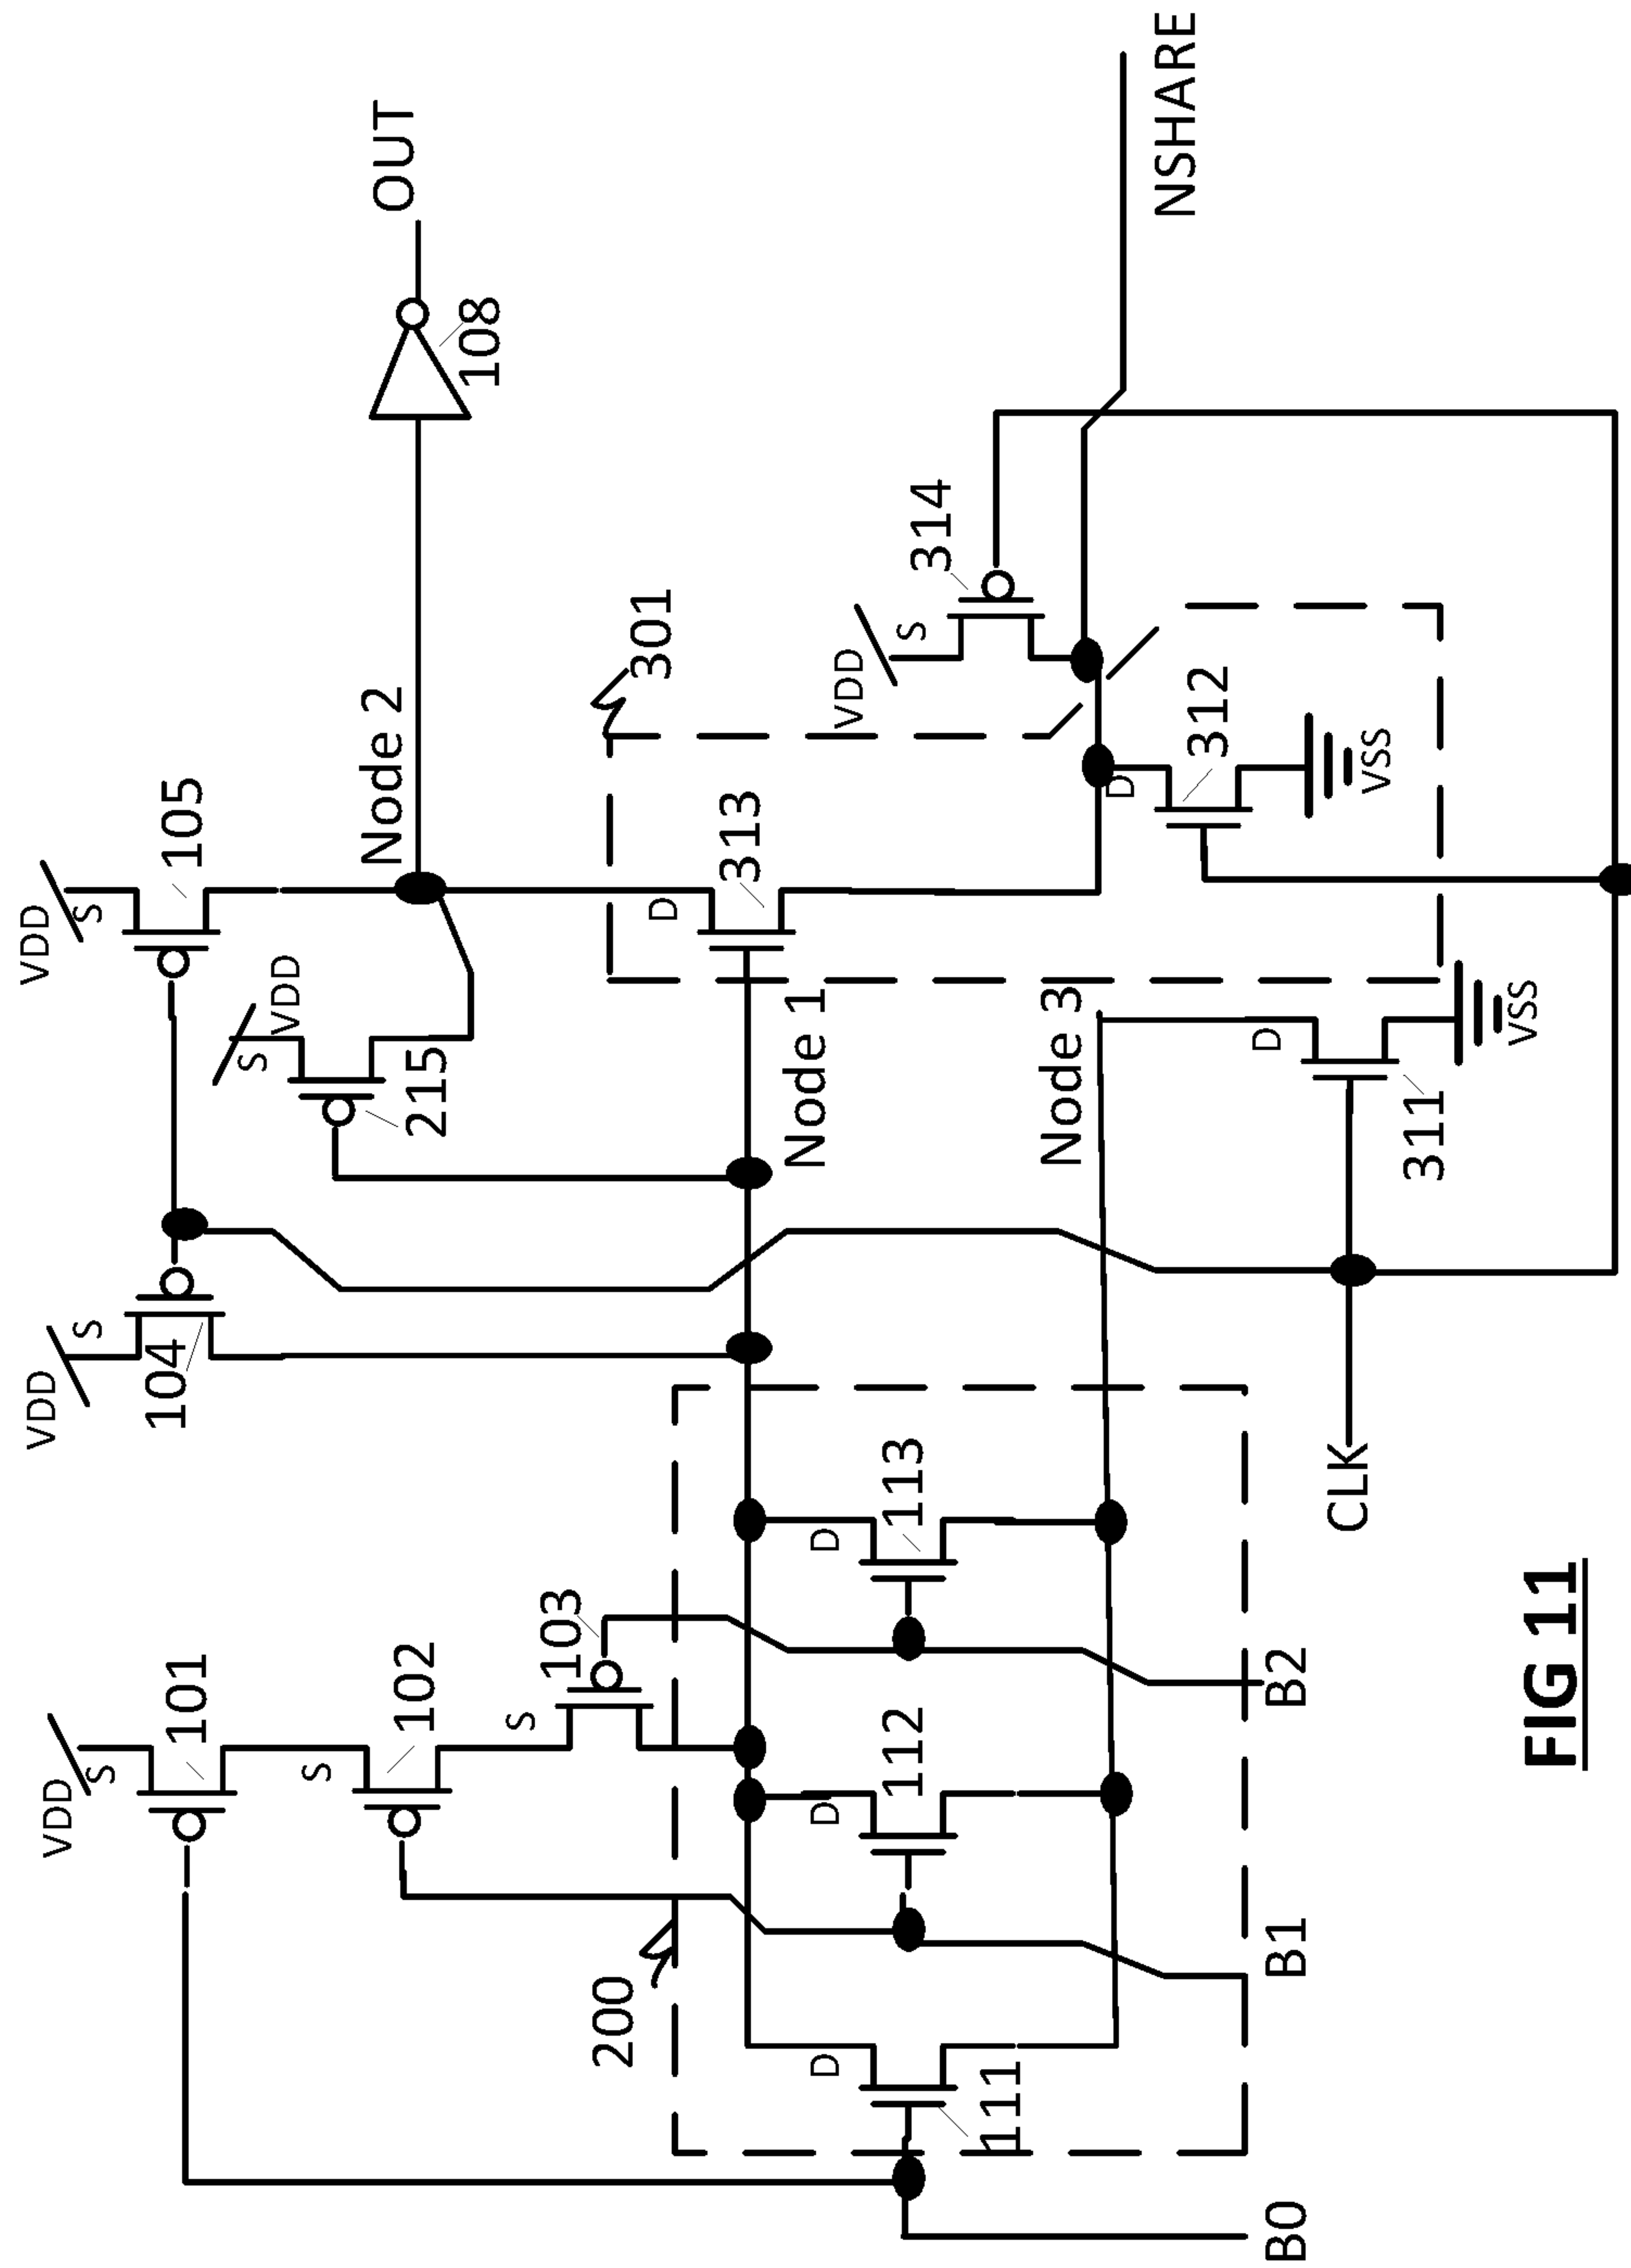 VDD
S
101
S
102
S
103
200
D
111
D
112
D
113
B0
B1
B2
VDD
S
104
VDD
S
105
VDD
S
215
Node 2
108
OUT
Node 1
301
D
313
VDD
S
314
NSHARE
Node 3
D
312
VSS
D
311
VSS
CLK
FIG 11